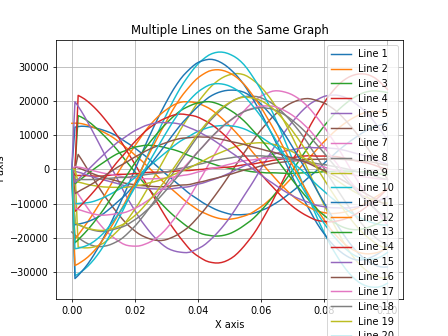 Multiple Lines on the Same Graph
30000
20000
10000
0
−10000
−20000
−30000
0.00
0.02
0.04
0.06
0.08
X axis
axis
Line 1
Line 2
Line 3
Line 4
Line 5
Line 6
Line 7
Line 8
Line 9
Line 10
Line 11
Line 12
Line 13
Line 14
Line 15
Line 16
Line 17
Line 18
Line 19
Line 20